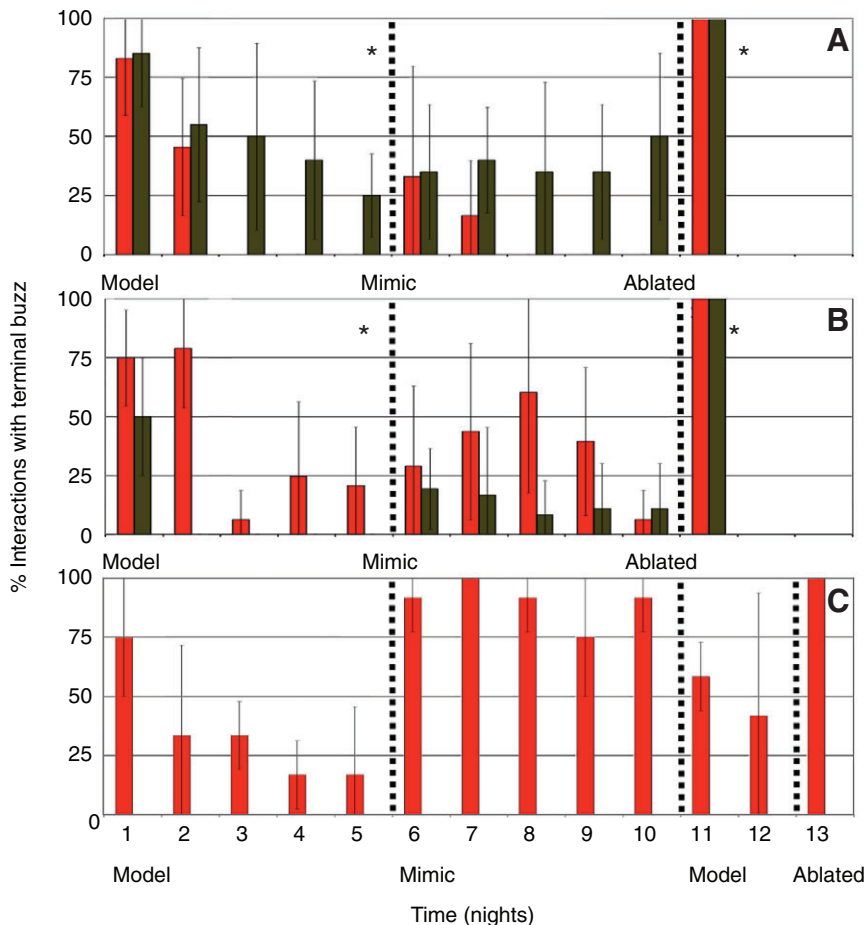 % Interactions with terminal buzz
100
75
50
25
0
*
*
A
Model
Mimic
Ablated
100
75
50
25
0
*
*
B
Model
Mimic
Ablated
100
75
50
25
0
C
1 2 3 4 5 6 7 8 9 10 11 12 13
Model Mimic Model Ablated
Time (nights)